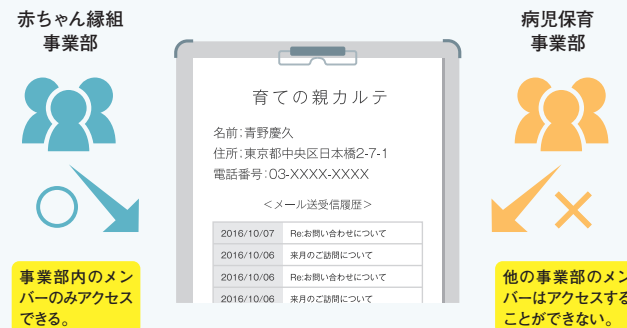 赤ちゃん縁組
事業部
事業部内のメン
バーのみアクセス
できる。
育ての親カルテ
名前：青野慶久
住所：東京都中央区日本橋2-7-1
電話番号：03-XXXX-XXXX
＜メール送受信履歴＞
2016/10/07 Re:お問い合わせについて
2016/10/06 来月のご訪問について
2016/10/06 Re:お問い合わせについて
2016/10/06 来月のご訪問について
病児保育
事業部
他の事業部のメン
バーはアクセスする
ことができない。